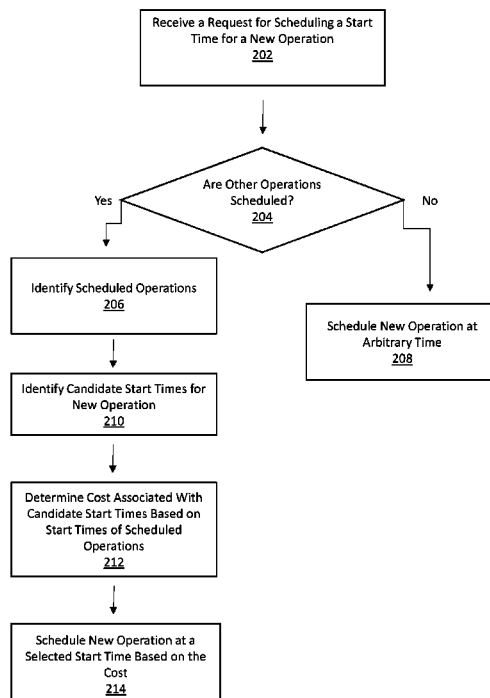 Receive a Request for Scheduling a Start
Time for a New Operation
202
Are Other Operations
Scheduled?
204
Yes
No
Identify Scheduled Operations
206
Schedule New Operation at
Arbitrary Time
208
Identify Candidate Start Times for
New Operation
210
Determine Cost Associated With
Candidate Start Times Based on
Start Times of Scheduled
Operations
212
Schedule New Operation at a
Selected Start Time Based on the
Cost
214